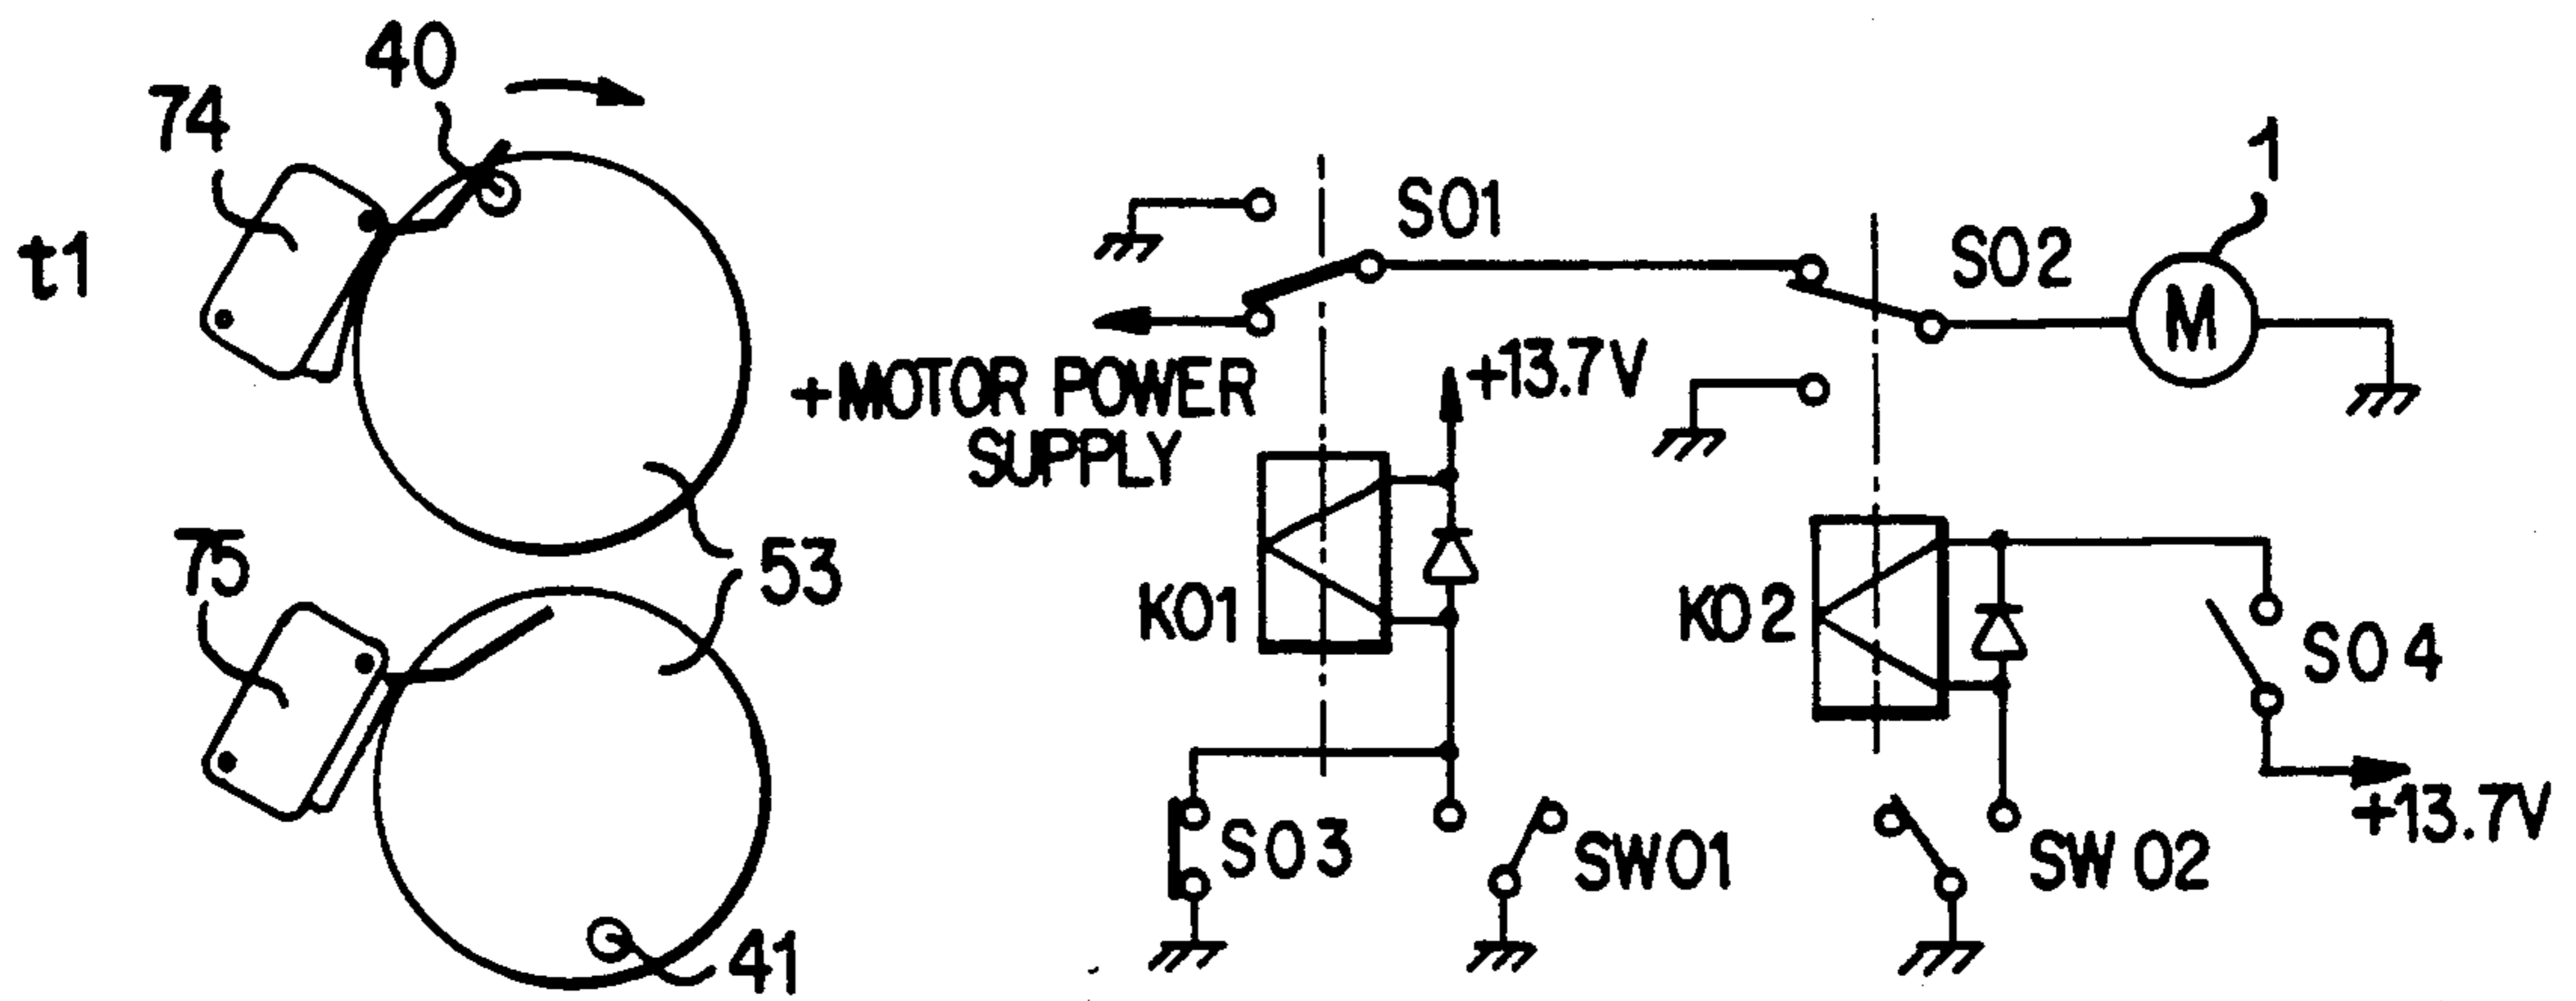 40
74
t1
75
53
41
S01
S02
1
M
+MOTOR POWER
SUPPLY
+13.7V
K01
K02
S04
+13.7V
S03
SW01
SW02